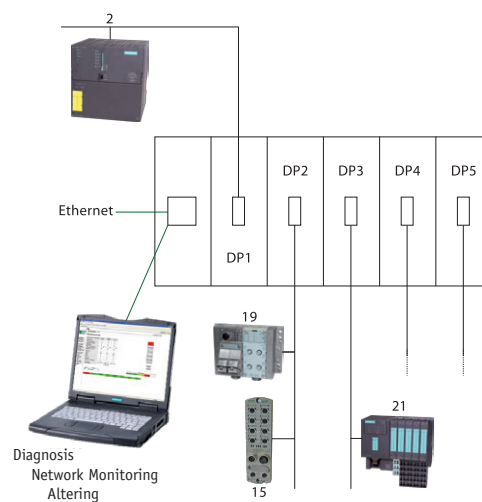 2
DP2 DP3 DP4 DP5
Ethernet
DP1
19
21
15
Diagnosis
Network Monitoring
Altering